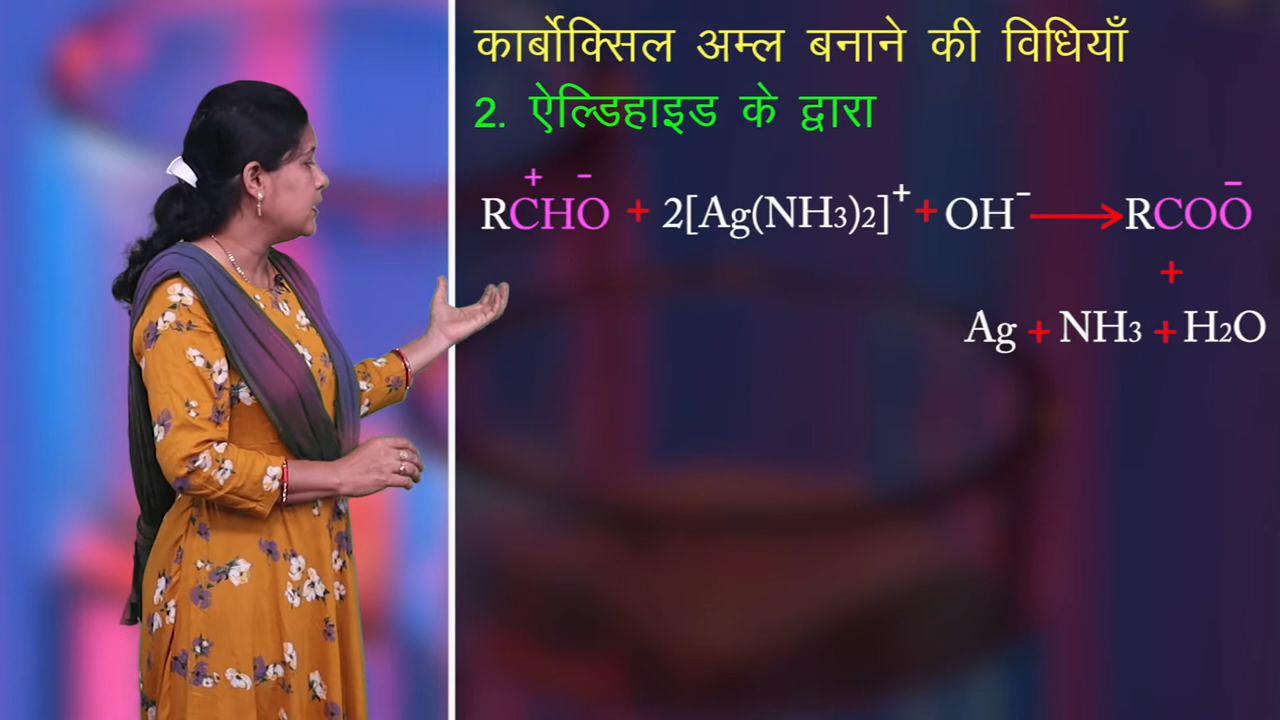 कार्बोक्सिल अम्ल बनाने की विधियाँ
2. ऐल्डिहाइड के द्वारा
+ − + − −
RCHO + 2[Ag(NH3)2] + OH ⟶ RCOO
+
Ag + NH3 + H2O